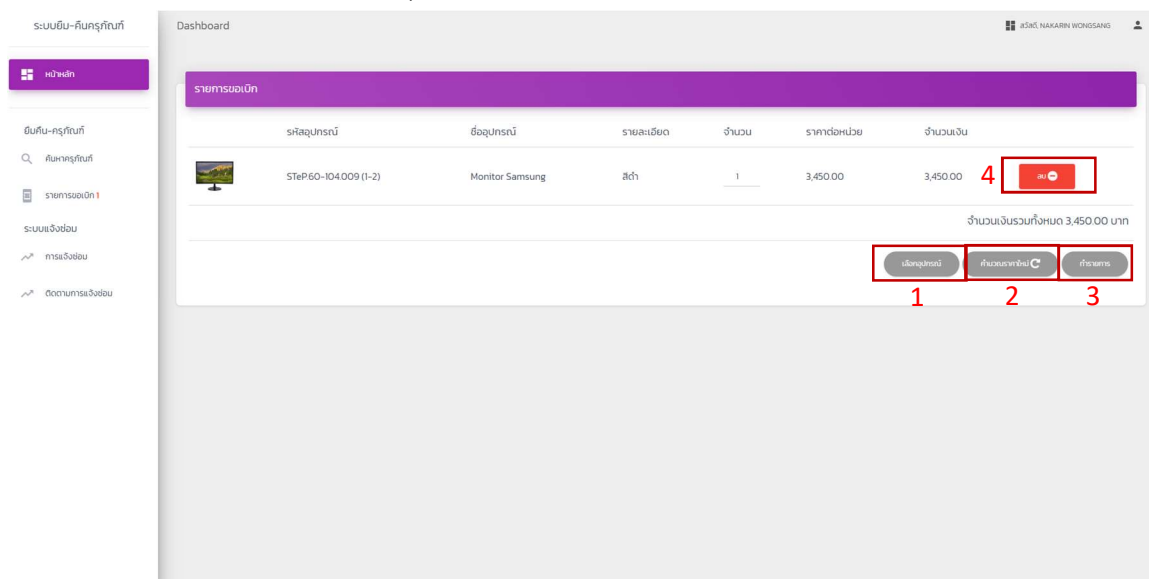 ระบบยืม-คืนครุภัณฑ์
Dashboard
สวัสดี, NAKARIN WONGSANG
หน้าหลัก
รายการขอเบิก
ยืมคืน-ครุภัณฑ์
ค้นหาครุภัณฑ์
รายการขอเบิก 1
ระบบแจ้งซ่อม
การแจ้งซ่อม
ติดตามการแจ้งซ่อม
รหัสอุปกรณ์ ชื่ออุปกรณ์ รายละเอียด จำนวน ราคาต่อหน่วย จำนวนเงิน
STeP.60-104.009 (1-2) Monitor Samsung สีดำ 1 3,450.00 3,450.00 4 ลบ
จำนวนเงินรวมทั้งหมด 3,450.00 บาท
เลือกอุปกรณ์ คำนวณราคาใหม่ ทำรายการ
1 2 3